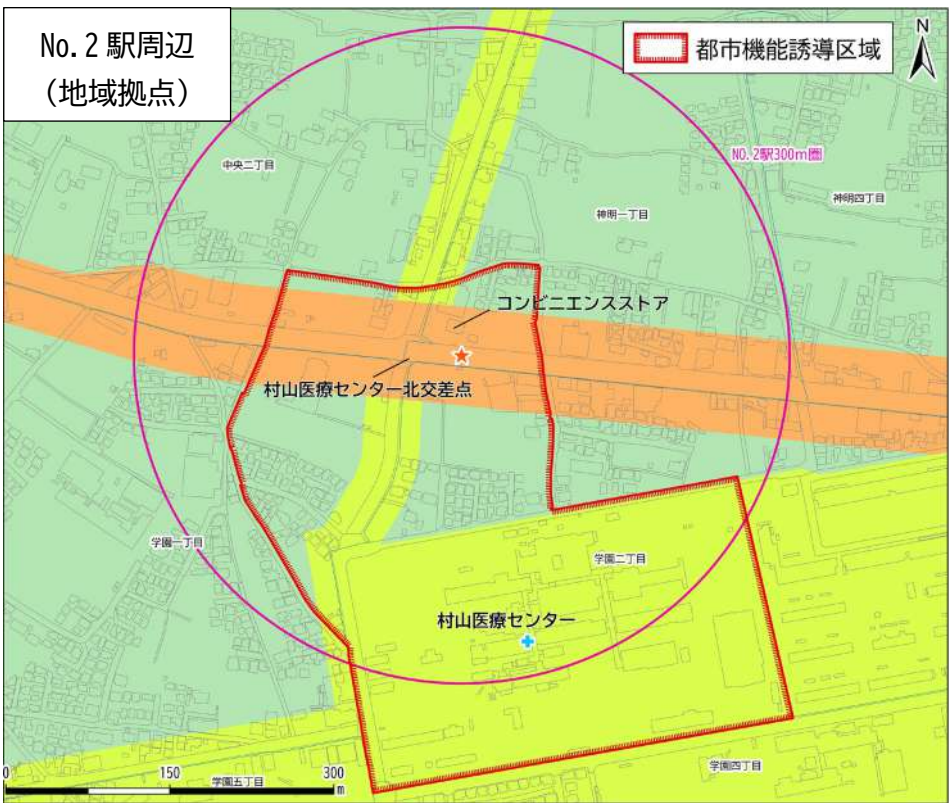 No.2 駅周辺
（地域拠点）
都市機能誘導区域
N
NO.2駅300m圏
中央二丁目
神明四丁目
神明一丁目
コンビニエンスストア
村山医療センター北交差点
学園一丁目
学園二丁目
村山医療センター
学園四丁目
学園五丁目
0 150 300
m